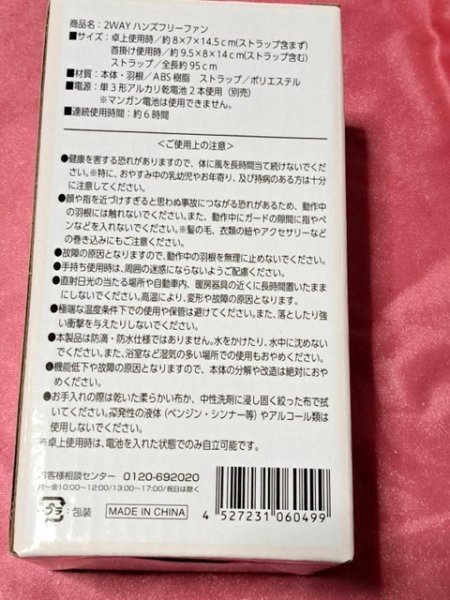 商品名：2WAY ハンズフリーファン
■サイズ：卓上使用時／約 8×7×14.5cm(ストラップ含まず)
首掛け使用時／約 9.5×8×14cm(ストラップ含む)
ストラップ／全長約 95cm
■材質：本体・羽根／ABS 樹脂　ストラップ／ポリエステル
■電源：単 3 形アルカリ乾電池 2 本使用（別売）
※マンガン電池は使用できません。
■連続使用時間：約 6 時間
＜ご使用上の注意＞
●健康を害する恐れがありますので、体に風を長時間当て続けないでくだ
さい。※特に、おやすみ中の乳幼児やお年寄り、及び持病のある方は十分
に注意してください。
●顔や指を近づけすぎると思わぬ事故につながる恐れがあるため、動作中
の羽根には触れないでください。また、動作中にガードの隙間に指やペ
ンなどを入れないでください。※髪の毛、衣類の紐やアクセサリーなど
の巻き込みにもご注意ください。
●故障の原因となりますので、動作中の羽根を無理に止めないでください。
●手持ち使用時は、周囲の迷惑にならないようご配慮ください。
●直射日光の当たる場所や自動車内、暖房器具の近くに長時間置いたまま
にしないでください。高温により、変形や故障の原因となります。
●極端な温度条件下での使用や保管は避けてください。また、落としたり強
い衝撃を与えたりしないでください。
●本製品は防滴・防水仕様ではありません。水をかけたり、水中に沈めない
でください。また、浴室など湿気の多い場所での使用もおやめください。
●機能低下や故障の原因となりますので、本体の分解や改造は絶対におや
めください。
●お手入れの際は乾いた柔らかい布か、中性洗剤に浸し固く絞った布で拭
いてください。揮発性の液体（ベンジン・シンナー等）やアルコール類は
使用しないでください。
※卓上使用時は、電池を入れた状態でのみ自立可能です。
お客様相談センター　0120-692020
月～金10:00～12:00/13:00～17:00/祝日は除く
プラ：包装
MADE IN CHINA
4 527231 060499